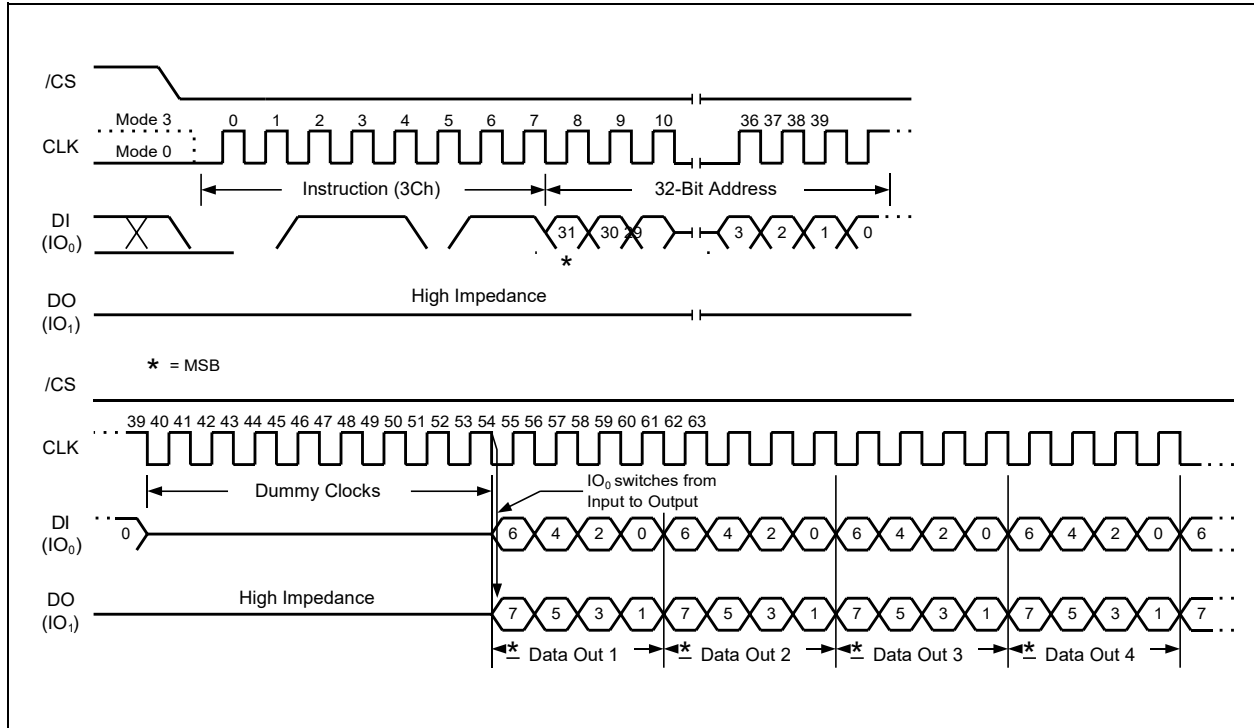 /CS
Mode 3 0 1 2 3 4 5 6 7 8 9 10 36 37 38 39
CLK
Mode 0
Instruction (3Ch) 32-Bit Address
DI
(IO0)
31 30 29 3 2 1 0
*
High Impedance
DO
(IO1)
* = MSB
/CS
39 40 41 42 43 44 45 46 47 48 49 50 51 52 53 54 55 56 57 58 59 60 61 62 63
CLK
Dummy Clocks
IO0 switches from
Input to Output
DI
(IO0)
0 6 4 2 0 6 4 2 0 6 4 2 0 6 4 2 0 6
High Impedance
DO
(IO1)
7 5 3 1 7 5 3 1 7 5 3 1 7 5 3 1 7
* Data Out 1 * Data Out 2 * Data Out 3 * Data Out 4